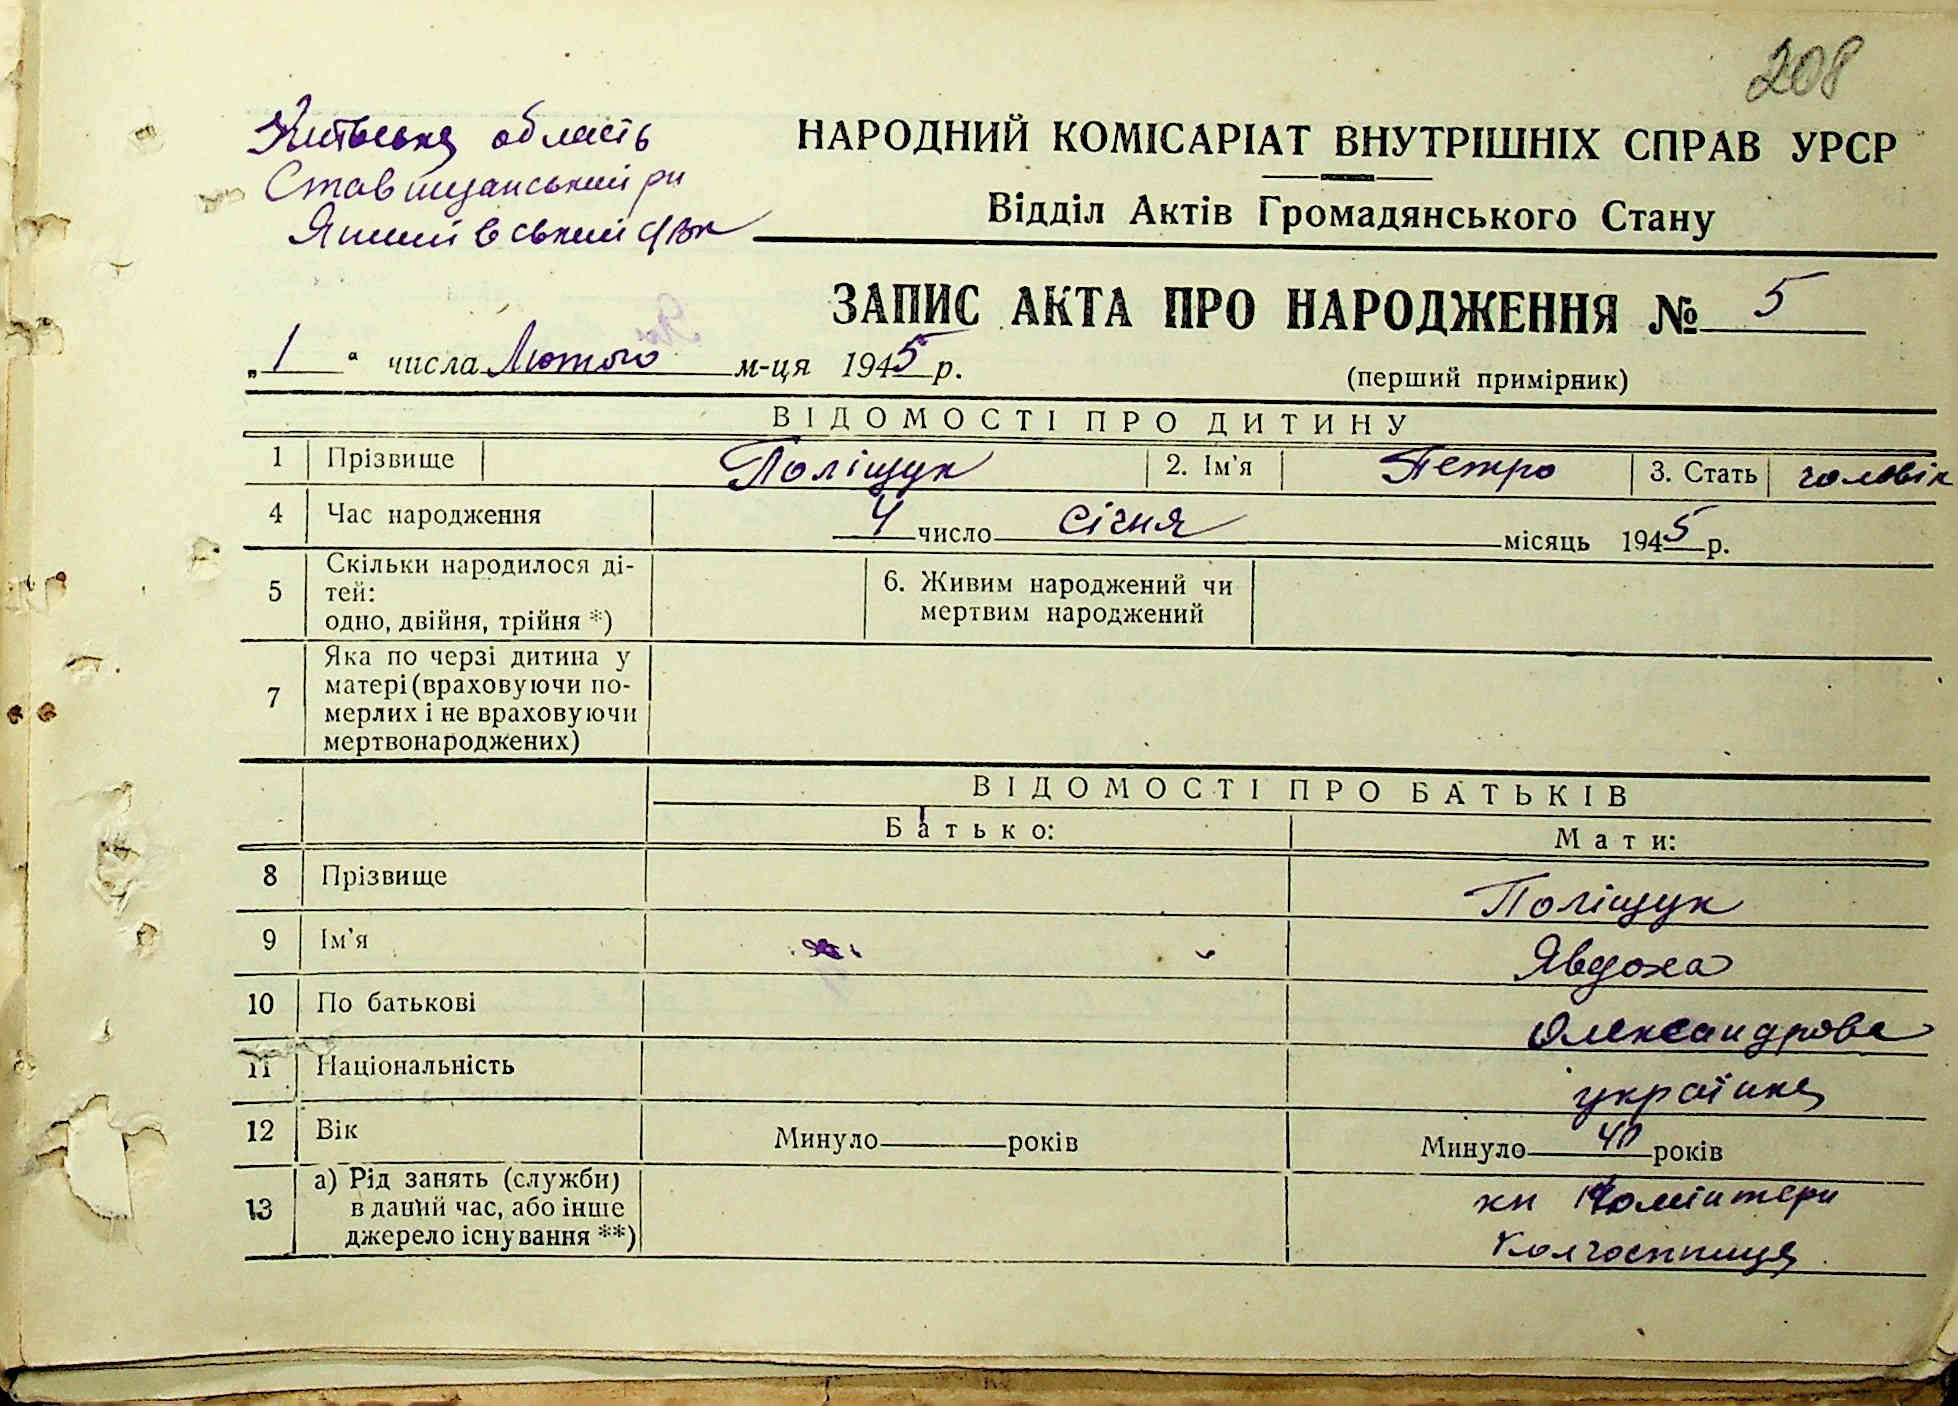 208
Київська область
Ставищанський рн
НАРОДНИЙ КОМІСАРІАТ ВНУТРІШНІХ СПРАВ УРСР
Відділ Актів Громадянського Стану
ЗАПИС АКТА ПРО НАРОДЖЕННЯ № 5
„1“ числа Лютого м-ця 1945 р.
(перший примірник)
ВІДОМОСТІ ПРО ДИТИНУ
1 Прізвище Поліщук 2. Ім'я Петро 3. Стать чоловік
4 Час народження 4 число Січня місяць 1945 р.
5 Скільки народилося ді-
тей:
одно, двійня, трійня *)
6. Живим народжений чи
мертвим народжений
7 Яка по черзі дитина у
матері (враховуючи по-
мерлих і не враховуючи
мертвонароджених)
ВІДОМОСТІ ПРО БАТЬКІВ
Батько: Мати:
8 Прізвище Поліщук
9 Ім'я Явдоха
10 По батькові Олександровна
11 Національність українка
12 Вік Минуло років Минуло 40 років
13 а) Рід занять (служби)
в даний час, або інше
джерело існування **)
колгоспниця